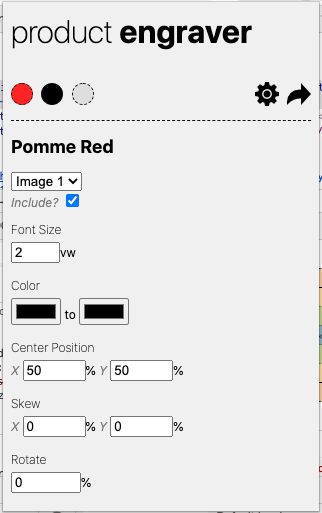 product engraver
Pomme Red
Image 1
Include?
Font Size
2 vw
Color
to
Center Position
X 50 % Y 50 %
Skew
X 0 % Y 0 %
Rotate
0 %